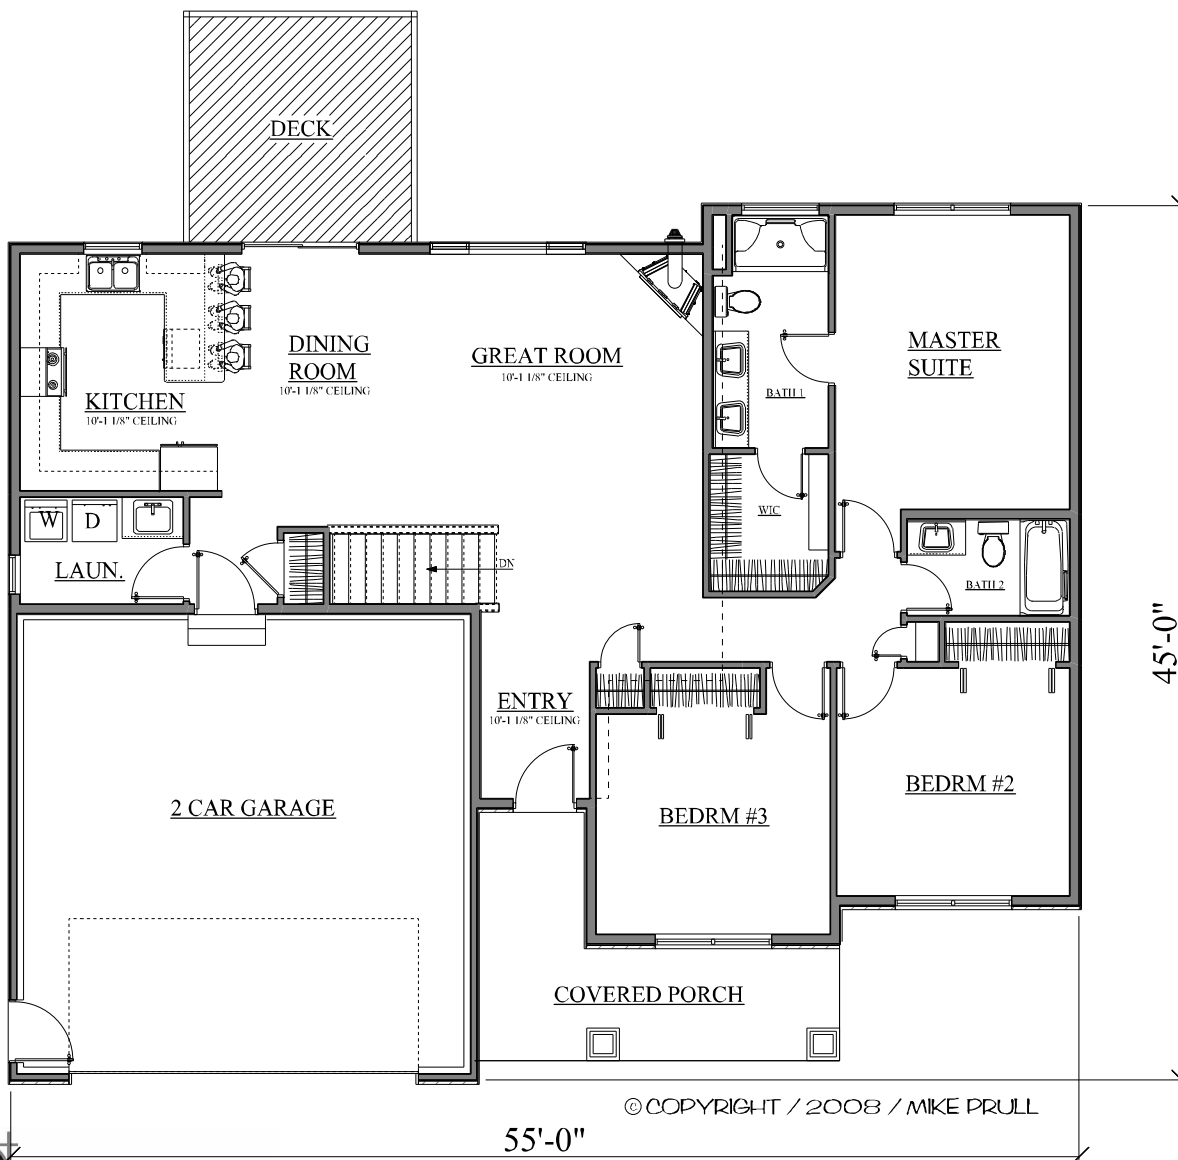 DECK
DINING
ROOM
10'-1 1/8" CEILING
GREAT ROOM
10'-1 1/8" CEILING
MASTER
SUITE
KITCHEN
10'-1 1/8" CEILING
BATH 1
W D
WIC
LAUN.
DN
BATH 2
45'-0"
ENTRY
10'-1 1/8" CEILING
2 CAR GARAGE
BEDRM #3
BEDRM #2
COVERED PORCH
© COPYRIGHT / 2008 / MIKE PRULL
55'-0"